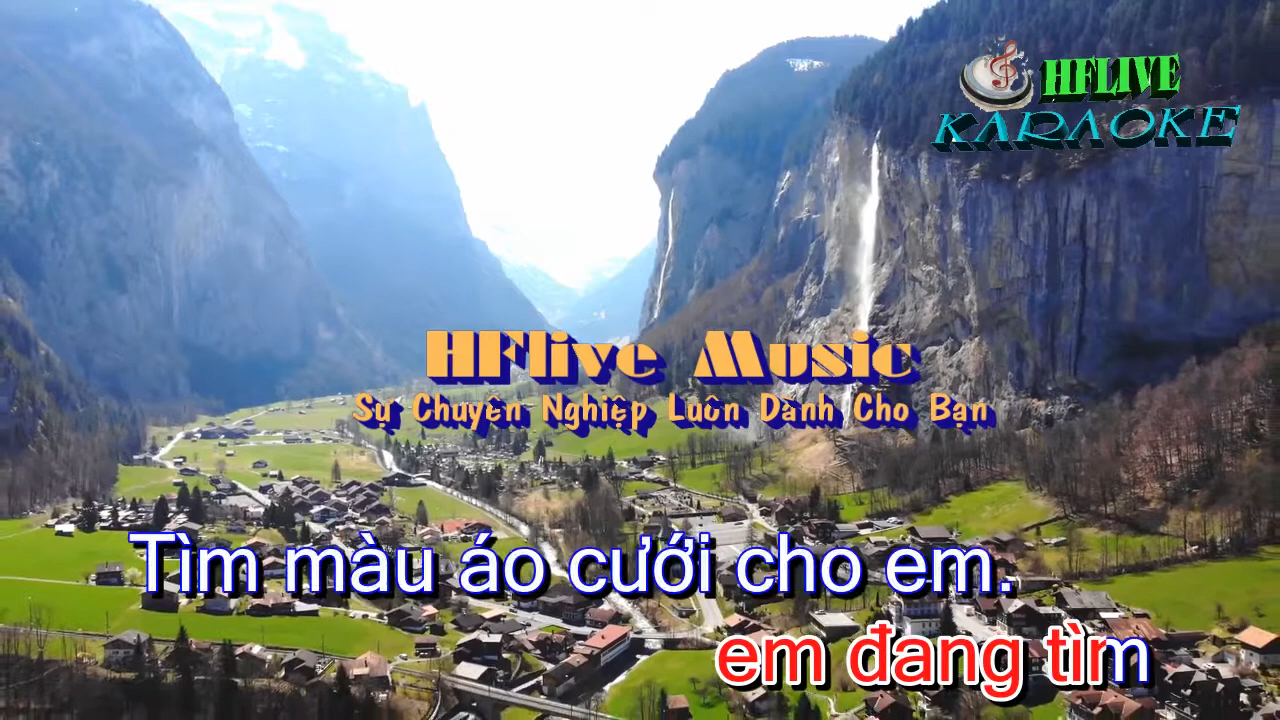 HFLIVE
KARAOKE
HFlive Music
Sự Chuyên Nghiệp Luôn Dành Cho Bạn
Tìm màu áo cưới cho em.
em đang tìm